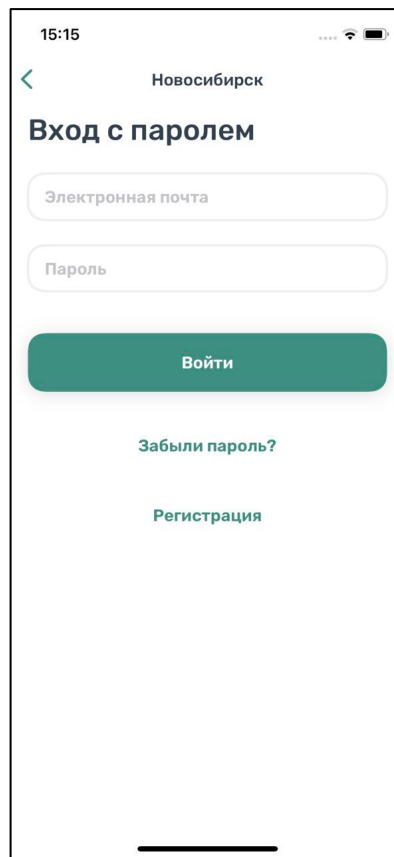 15:15
Новосибирск
Вход с паролем
Электронная почта
Пароль
Войти
Забыли пароль?
Регистрация